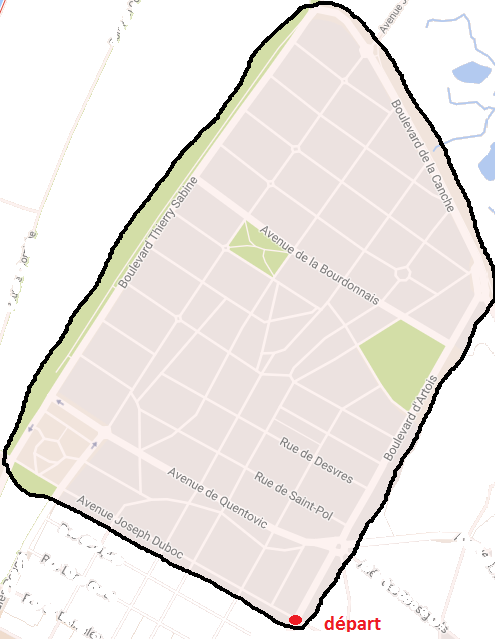 Avenue J
Boulevard de la Canche
Boulevard Thierry Sabine
Avenue de la Bourdonnais
Boulevard d'Artois
Rue de Desvres
Rue de Saint-Pol
Avenue de Quentovic
Avenue Joseph Duboc
départ